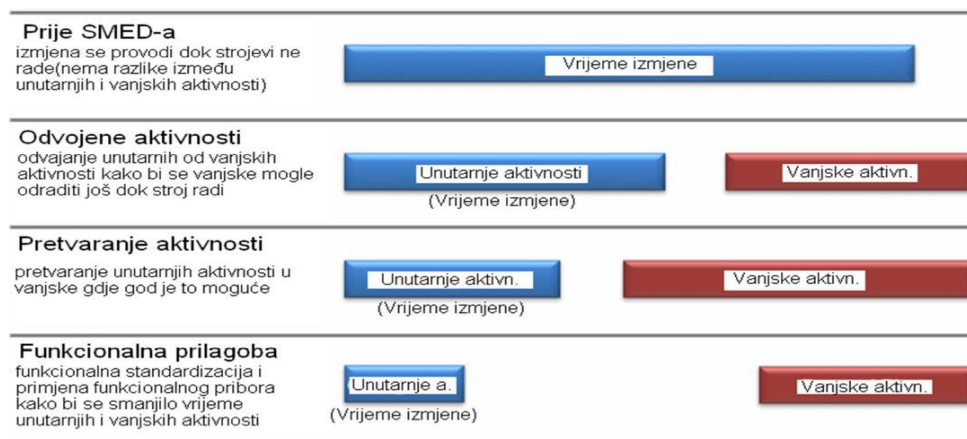 Prije SMED-a
izmjena se provodi dok strojevi ne
rade(nema razlike između
unutarnjih i vanjskih aktivnosti)
Vrijeme izmjene
Odvojene aktivnosti
odvajanje unutarnih od vanjskih
aktivnosti kako bi se vanjske mogle
odraditi još dok stroj radi
Unutarnje aktivnosti
(Vrijeme izmjene)
Vanjske aktivn.
Pretvaranje aktivnosti
pretvaranje unutarnjih aktivnosti u
vanjske gdje god je to moguće
Unutarnje aktivn.
(Vrijeme izmjene)
Vanjske aktivn.
Funkcionalna prilagoba
funkcionalna standardizacija i
primjena funkcionalnog pribora
kako bi se smanjilo vrijeme
unutarnjih i vanjskih aktivnosti
Unutarnje a.
(Vrijeme izmjene)
Vanjske aktivn.